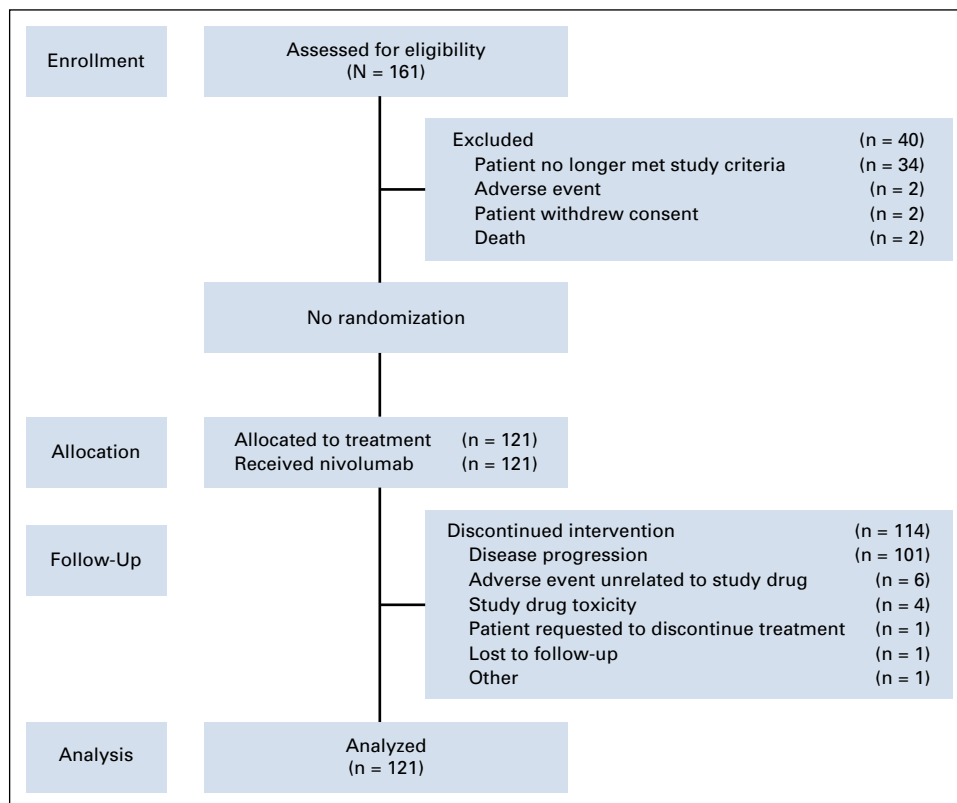 Enrollment
Assessed for eligibility
(N = 161)
Excluded (n = 40)
Patient no longer met study criteria (n = 34)
Adverse event (n = 2)
Patient withdrew consent (n = 2)
Death (n = 2)
No randomization
Allocation
Allocated to treatment (n = 121)
Received nivolumab (n = 121)
Follow-Up
Discontinued intervention (n = 114)
Disease progression (n = 101)
Adverse event unrelated to study drug (n = 6)
Study drug toxicity (n = 4)
Patient requested to discontinue treatment (n = 1)
Lost to follow-up (n = 1)
Other (n = 1)
Analysis
Analyzed
(n = 121)